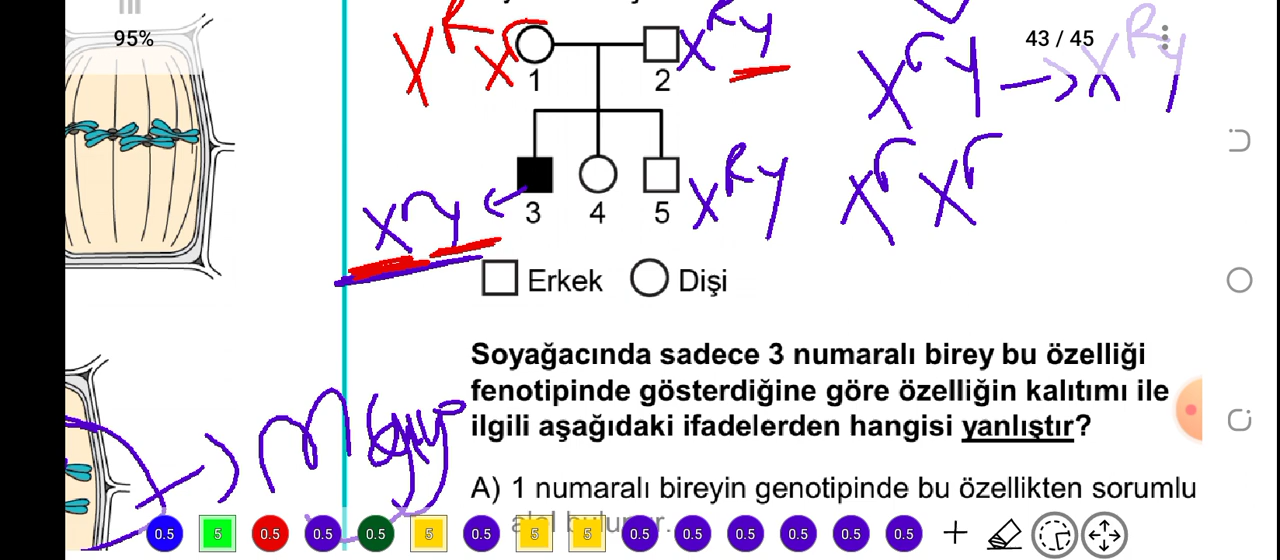 95%
43 / 45
X^R X^r
1
2
X^R y
X^r y → X^R y
3
4
5
X^r y
X^R y
X^r X^r
Erkek
Dişi
Soyağacında sadece 3 numaralı birey bu özelliği
fenotipinde gösterdiğine göre özelliğin kalıtımı ile
ilgili aşağıdaki ifadelerden hangisi yanlıştır?
A) 1 numaralı bireyin genotipinde bu özellikten sorumlu
0.5 5 0.5 0.5 0.5 5 0.5 5 5 0.5 0.5 0.5 0.5 0.5 0.5